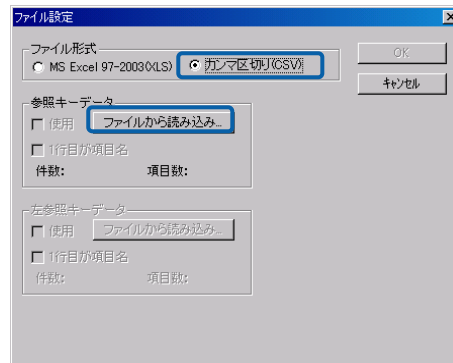 ファイル設定
ファイル形式
MS Excel 97-2003(XLS)
カンマ区切り(CSV)
OK
キャンセル
参照キーデータ
使用
ファイルから読み込み...
1行目が項目名
件数:
項目数:
左参照キーデータ
使用
ファイルから読み込み...
1行目が項目名
件数:
項目数: